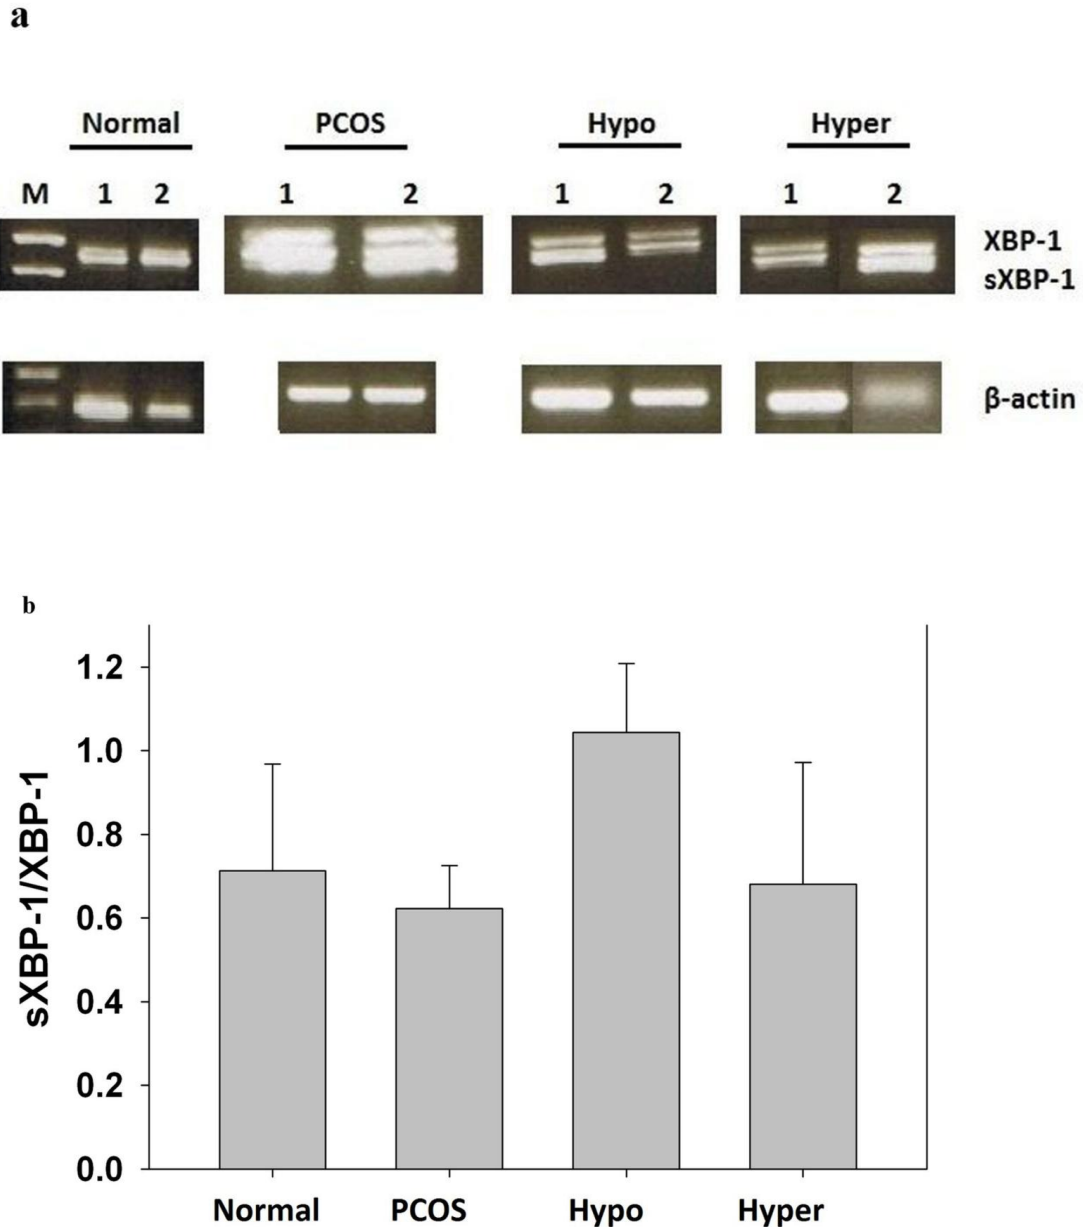 a
Normal PCOS Hypo Hyper
M 1 2 1 2 1 2 1 2
XBP-1
sXBP-1
β-actin
b
sXBP-1/XBP-1
1.2
1.0
0.8
0.6
0.4
0.2
0.0
Normal PCOS Hypo Hyper